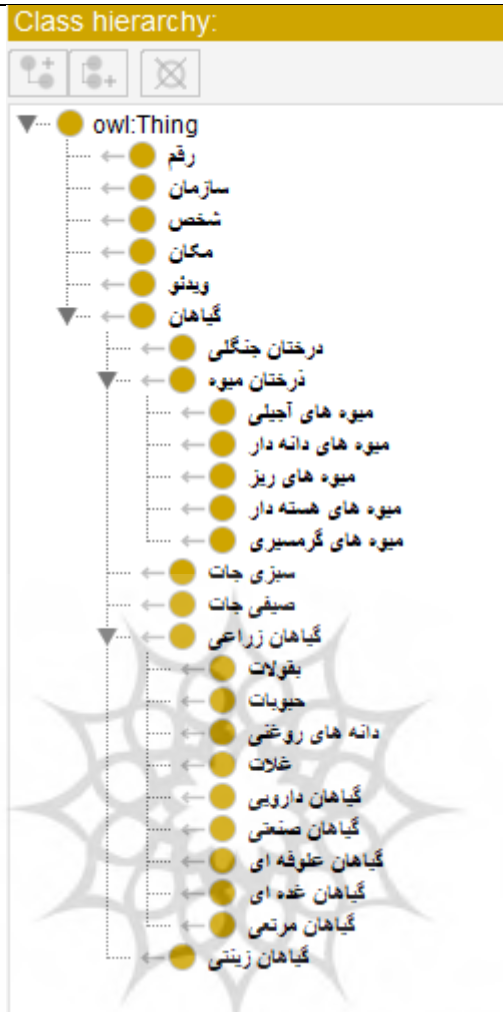 Class hierarchy:
owl:Thing
رقم
سازمان
شخص
مکان
ویدئو
گیاهان
درختان جنگلی
درختان میوه
میوه های آجیلی
میوه های دانه دار
میوه های ریز
میوه های هسته دار
میوه های گرمسیری
سبزی جات
صیفی جات
گیاهان زراعی
بقولات
حبوبات
دانه های روغنی
غلات
گیاهان دارویی
گیاهان صنعتی
گیاهان علوفه ای
گیاهان غده ای
گیاهان مرتعی
گیاهان زینتی